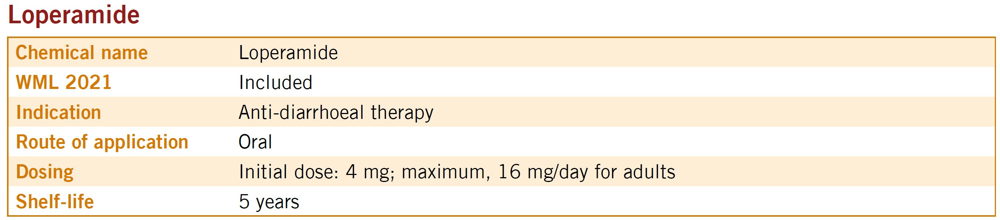 Loperamide
Chemical name Loperamide
WML 2021 Included
Indication Anti-diarrhoeal therapy
Route of application Oral
Dosing Initial dose: 4 mg; maximum, 16 mg/day for adults
Shelf-life 5 years